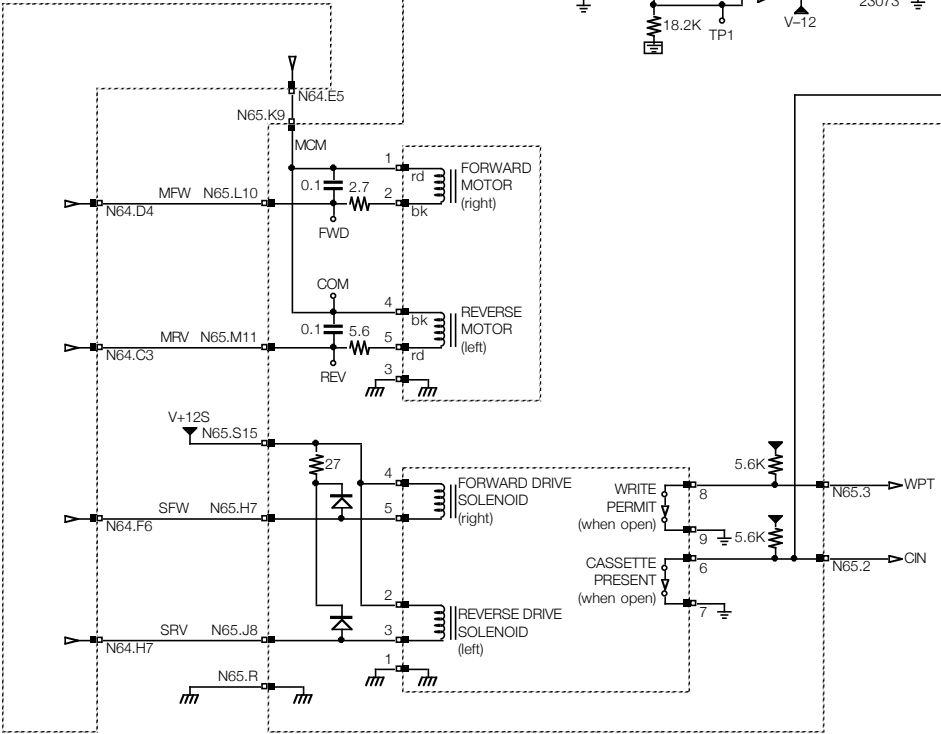 23073
18.2K
TP1
V–12
N64.E5
N65.K9
MCM
1
rd
FORWARD
MOTOR
(right)
0.1
2.7
2
bk
MFW
N65.L10
N64.D4
FWD
COM
4
bk
REVERSE
MOTOR
(left)
0.1
5.6
5
rd
MRV
N65.M11
N64.C3
REV
3
V+12S
N65.S15
27
4
FORWARD DRIVE
SOLENOID
(right)
5
SFW
N65.H7
N64.F6
WRITE
PERMIT
(when open)
8
9
5.6K
N65.3
WPT
5.6K
CASSETTE
PRESENT
(when open)
6
7
N65.2
CIN
2
REVERSE DRIVE
SOLENOID
(left)
3
SRV
N65.J8
N64.H7
1
N65.R